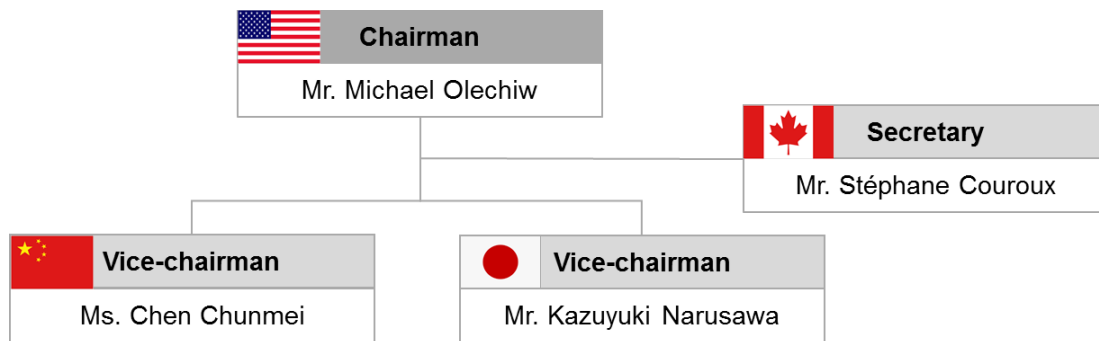 Chairman
Mr. Michael Olechiw
Secretary
Mr. Stéphane Couroux
Vice-chairman
Ms. Chen Chunmei
Vice-chairman
Mr. Kazuyuki Narusawa